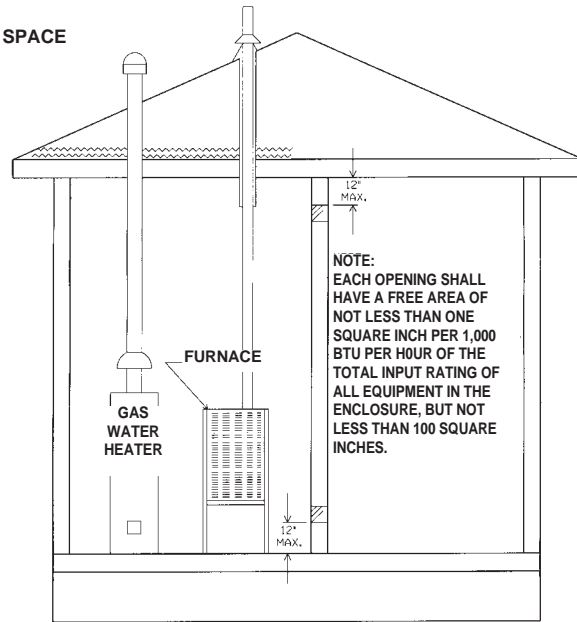 SPACE
12"
MAX.
NOTE:
EACH OPENING SHALL
HAVE A FREE AREA OF
NOT LESS THAN ONE
SQUARE INCH PER 1,000
BTU PER H0UR OF THE
TOTAL INPUT RATING OF
ALL EQUIPMENT IN THE
ENCLOSURE, BUT NOT
LESS THAN 100 SQUARE
INCHES.
FURNACE
GAS
WATER
HEATER
12"
MAX.